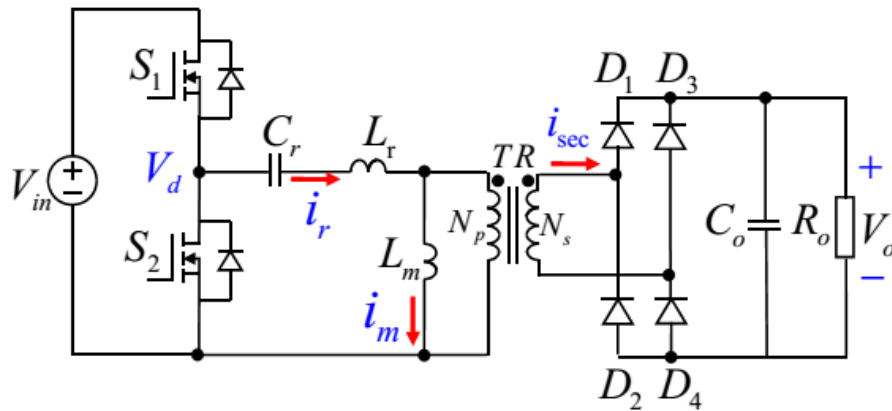 S1
D1 D3
Cr Lr
isec
TR
+
Vin
Vd
ir
Np Ns
Co Ro Vo
+
−
S2
Lm
−
im
D2 D4